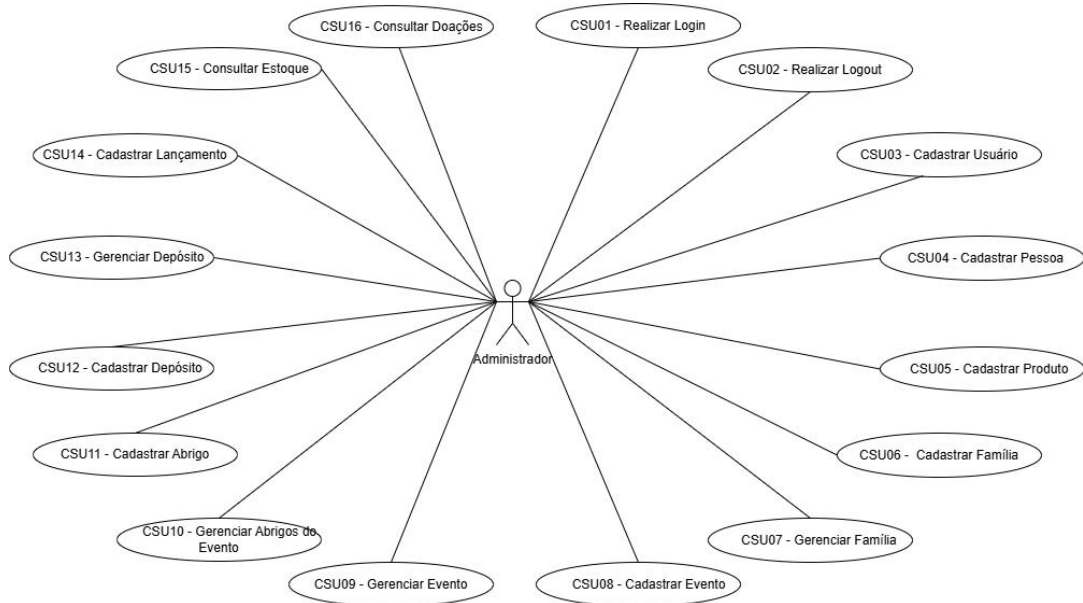 CSU16 - Consultar Doações
CSU01 - Realizar Login
CSU15 - Consultar Estoque
CSU02 - Realizar Logout
CSU14 - Cadastrar Lançamento
CSU03 - Cadastrar Usuário
CSU13 - Gerenciar Depósito
CSU04 - Cadastrar Pessoa
Administrador
CSU12 - Cadastrar Depósito
CSU05 - Cadastrar Produto
CSU11 - Cadastrar Abrigo
CSU06 - Cadastrar Família
CSU10 - Gerenciar Abrigos do
Evento
CSU07 - Gerenciar Família
CSU09 - Gerenciar Evento
CSU08 - Cadastrar Evento